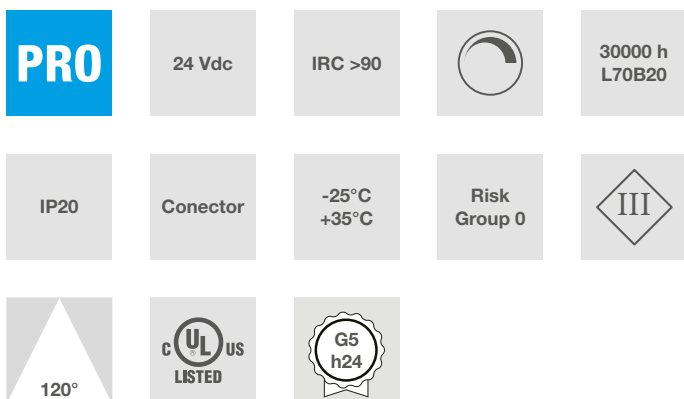 PRO
24 Vdc
IRC >90
30000 h
L70B20
IP20
Conector
-25°C
+35°C
Risk
Group 0
III
120°
c UL US
®
LISTED
G5
h24